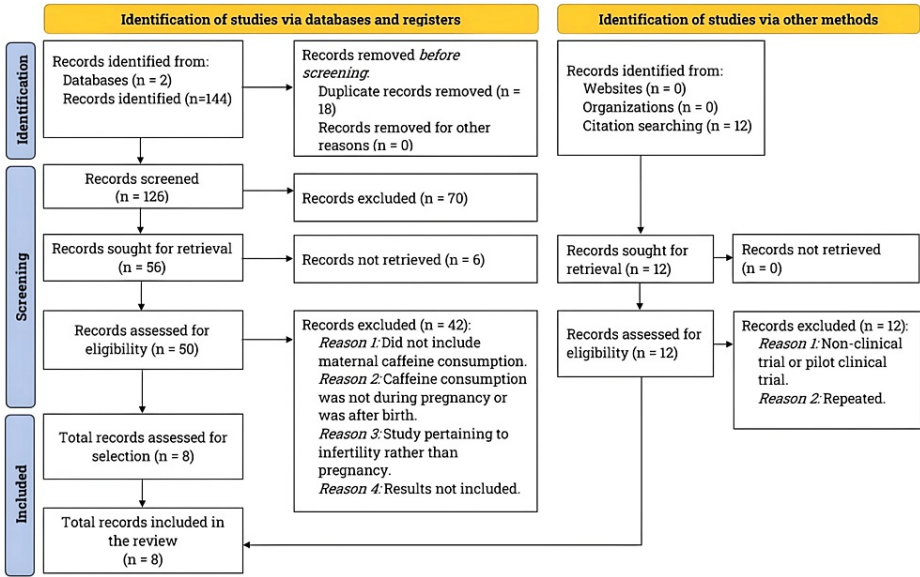 Identification of studies via databases and registers
Identification of studies via other methods
Identification
Records identified from:
Databases (n = 2)
Records identified (n=144)
Records removed before
screening:
Duplicate records removed (n =
18)
Records removed for other
reasons (n = 0)
Records identified from:
Websites (n = 0)
Organizations (n = 0)
Citation searching (n = 12)
Screening
Records screened
(n = 126)
Records excluded (n = 70)
Records sought for retrieval
(n = 56)
Records not retrieved (n = 6)
Records sought for
retrieval (n = 12)
Records not retrieved
(n = 0)
Records assessed for
eligibility (n = 50)
Records excluded (n = 42):
Reason 1: Did not include
maternal caffeine consumption.
Reason 2: Caffeine consumption
was not during pregnancy or
was after birth.
Reason 3: Study pertaining to
infertility rather than
pregnancy.
Reason 4: Results not included.
Records assessed for
eligibility (n = 12)
Records excluded (n = 12):
Reason 1: Non-clinical
trial or pilot clinical
trial.
Reason 2: Repeated.
Included
Total records assessed for
selection (n = 8)
Total records included in
the review
(n = 8)